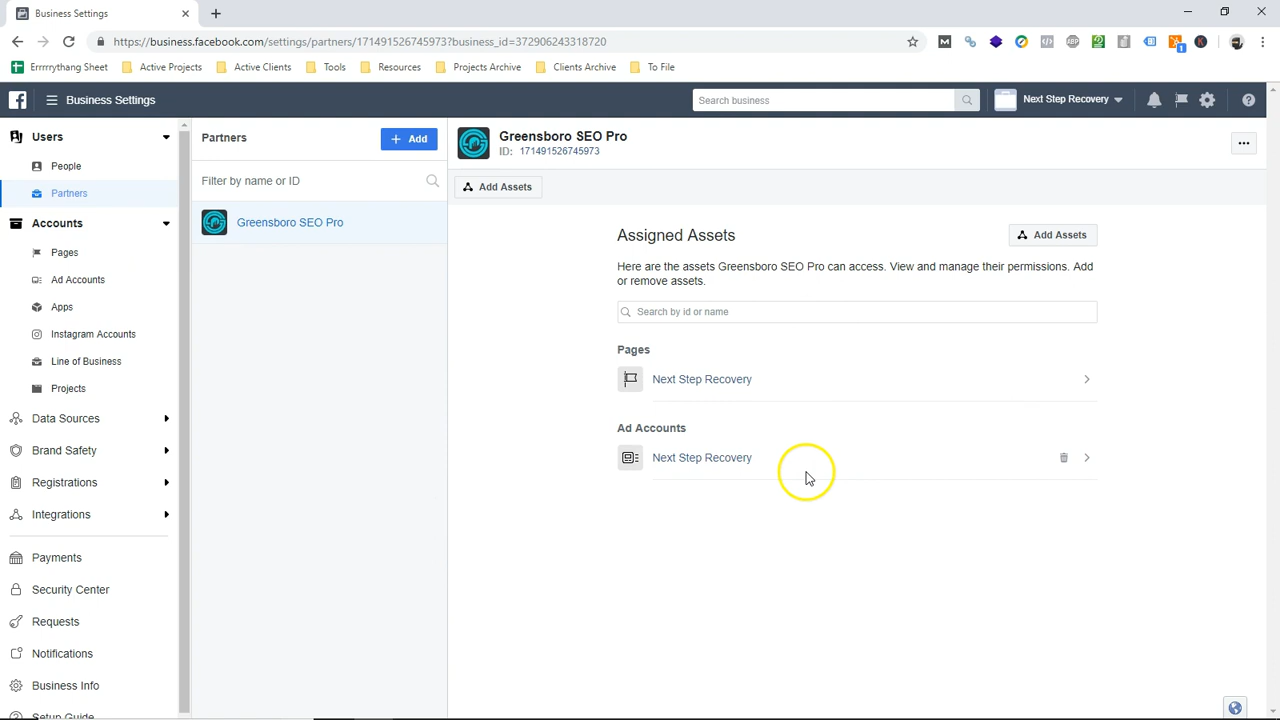 Business Settings
https://business.facebook.com/settings/partners/171491526745973?business_id=372906243318720
Errrrrythang Sheet
Active Projects
Active Clients
Tools
Resources
Projects Archive
Clients Archive
To File
Business Settings
Search business
Next Step Recovery
Users
People
Partners
Accounts
Pages
Ad Accounts
Apps
Instagram Accounts
Line of Business
Projects
Data Sources
Brand Safety
Registrations
Integrations
Payments
Security Center
Requests
Notifications
Business Info
Setup Guide
Partners
+ Add
Filter by name or ID
Greensboro SEO Pro
Greensboro SEO Pro
ID: 171491526745973
Add Assets
Assigned Assets
Add Assets
Here are the assets Greensboro SEO Pro can access. View and manage their permissions. Add
or remove assets.
Search by id or name
Pages
Next Step Recovery
Ad Accounts
Next Step Recovery